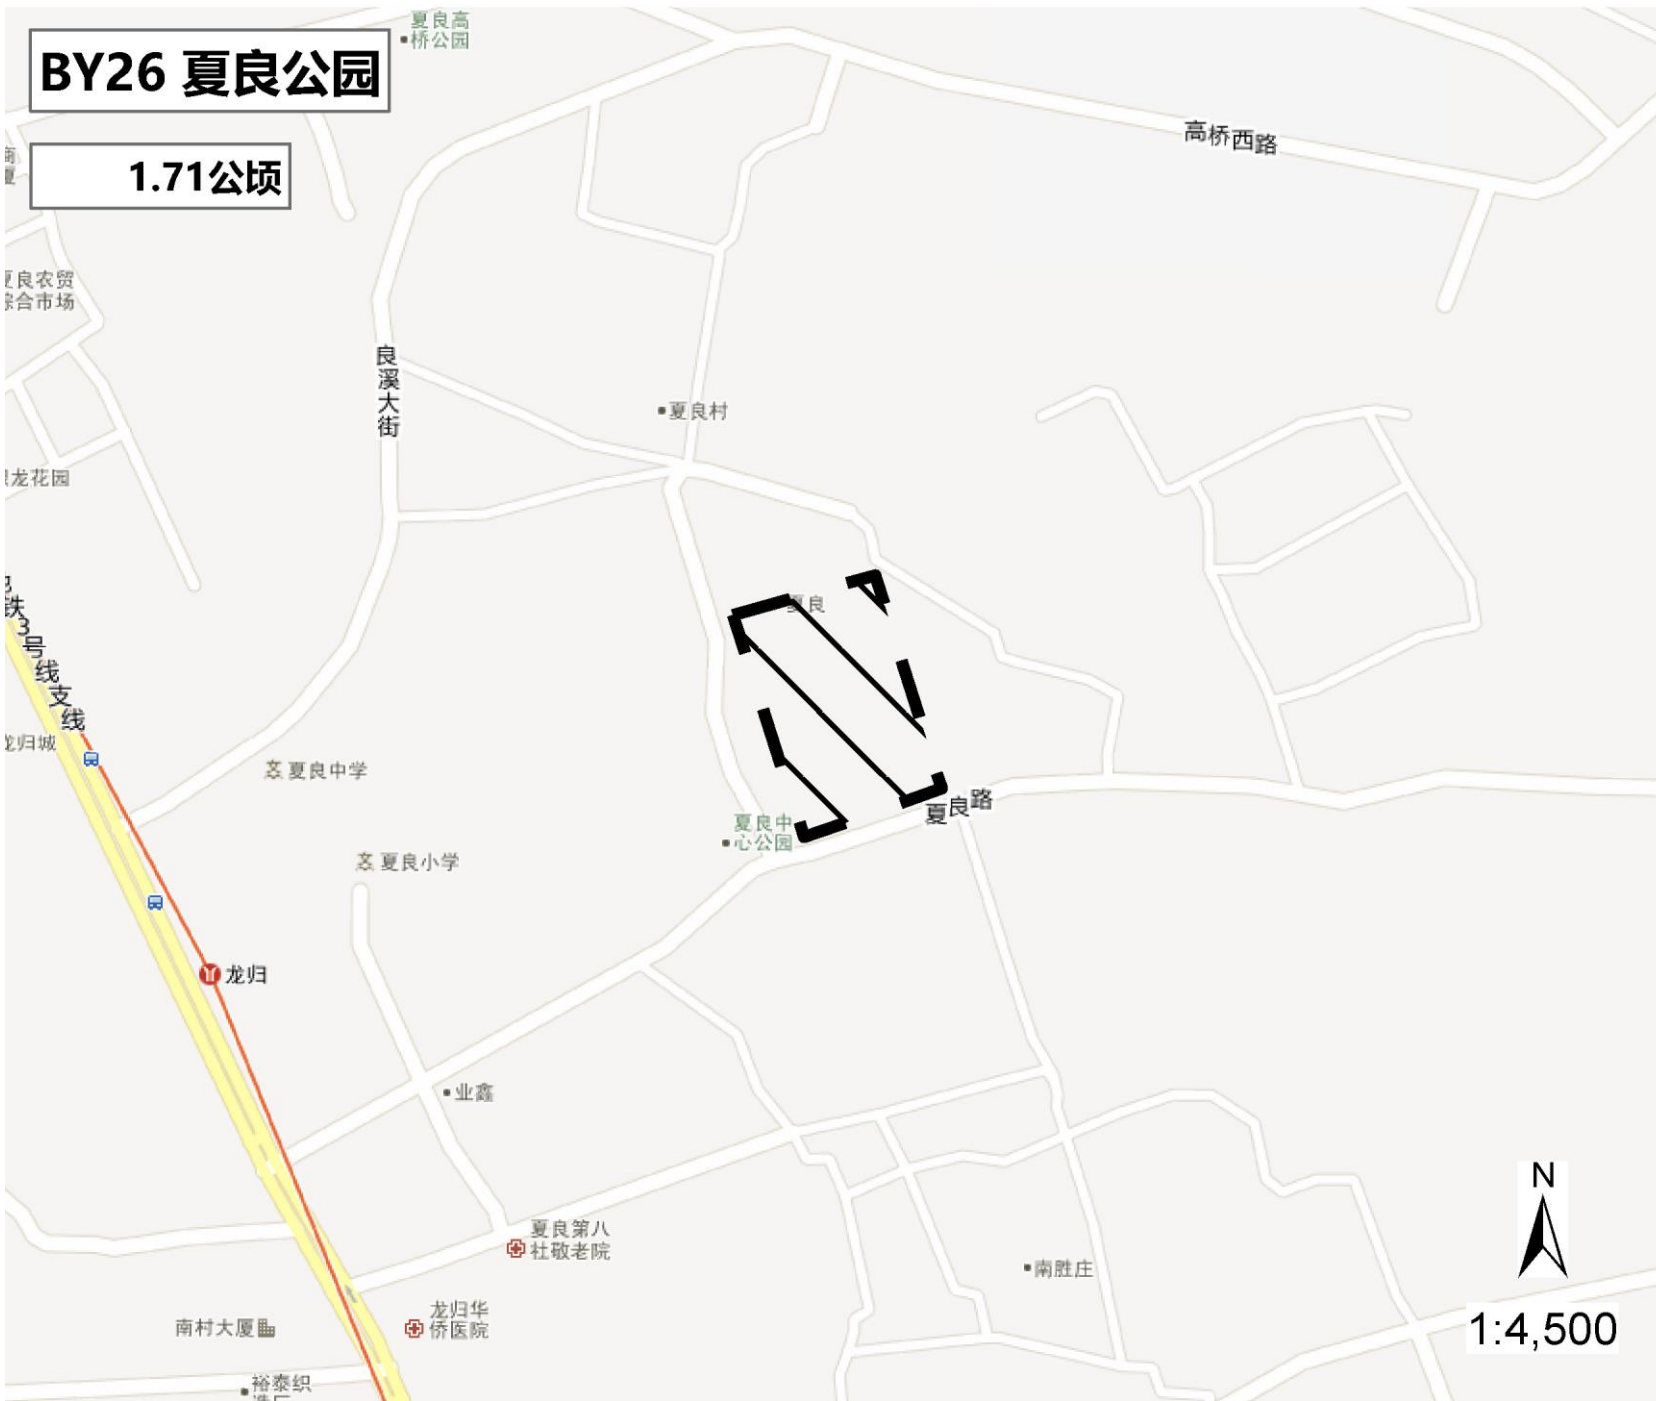 BY26 夏良公园
1.71公顷
夏良高
桥公园
高桥西路
夏良农贸
综合市场
良溪大街
夏良村
龙花园
铁3号线支线
夏良
龙归城
夏良中学
夏良路
夏良中
心公园
夏良小学
龙归
业鑫
夏良第八
社敬老院
南胜庄
龙归华
侨医院
南村大厦
裕泰织
N
1:4,500